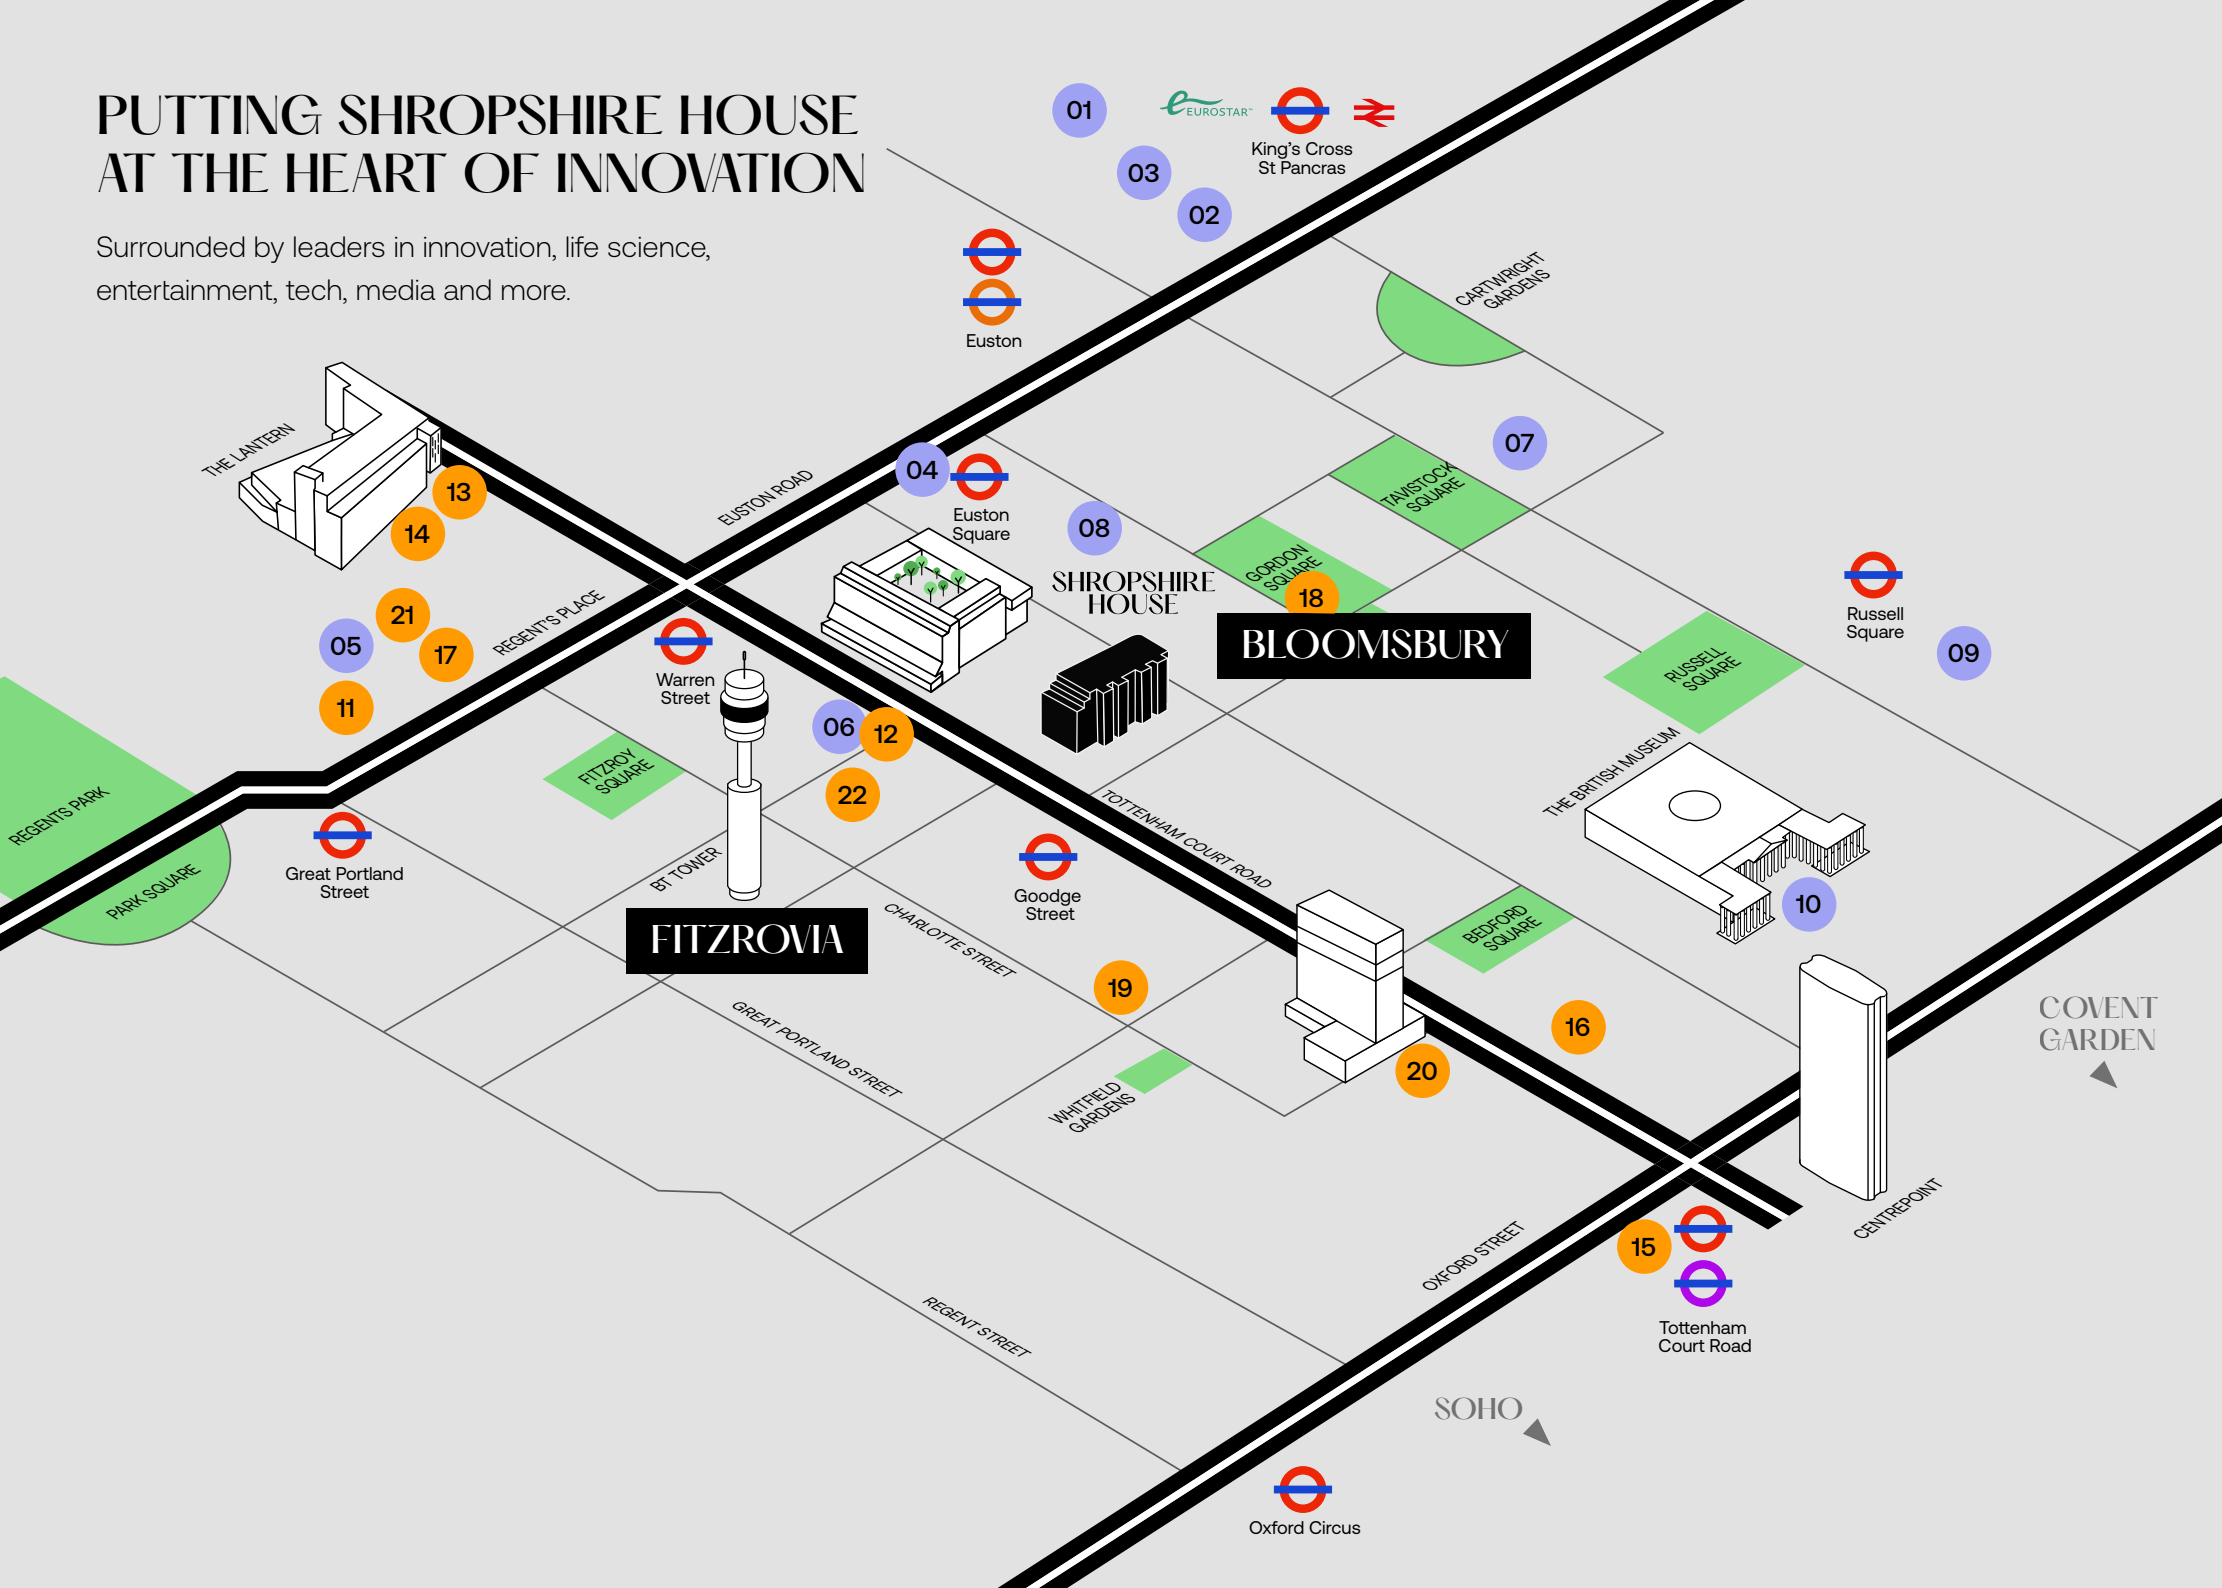 PUTTING SHROPSHIRE HOUSE
AT THE HEART OF INNOVATION
Surrounded by leaders in innovation, life science,
entertainment, tech, media and more.
01
EUROSTAR™
King's Cross
St Pancras
03
02
Euston
CARTWRIGHT
GARDENS
THE LANTERN
13
14
EUSTON ROAD
04
Euston
Square
08
07
TAVISTOCK
SQUARE
GORDON
SQUARE
18
SHROPSHIRE
HOUSE
BLOOMSBURY
Russell
Square
09
RUSSELL
SQUARE
21
05
17
11
REGENT'S PLACE
Warren
Street
06
12
22
FITZROY
SQUARE
REGENTS PARK
PARK SQUARE
Great Portland
Street
BT TOWER
FITZROVIA
TOTTENHAM COURT ROAD
Goodge
Street
CHARLOTTE STREET
GREAT PORTLAND STREET
THE BRITISH MUSEUM
10
BEDFORD
SQUARE
19
16
20
WHITFIELD
GARDENS
COVENT
GARDEN
CENTREPOINT
15
OXFORD STREET
Tottenham
Court Road
REGENT STREET
SOHO
Oxford Circus